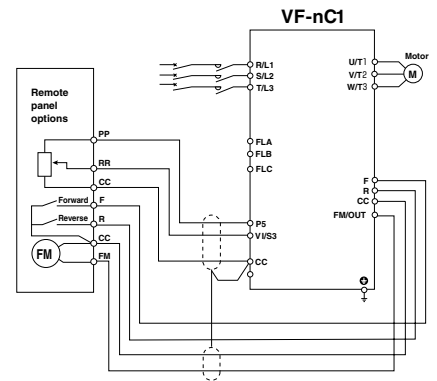 VF-nC1
Remote
panel
options
PP
RR
CC
Forward F
Reverse R
CC
FM
FM
R/L1
S/L2
T/L3
FLA
FLB
FLC
P5
VI/S3
CC
U/T1
V/T2
W/T3
Motor
M
F
R
CC
FM/OUT